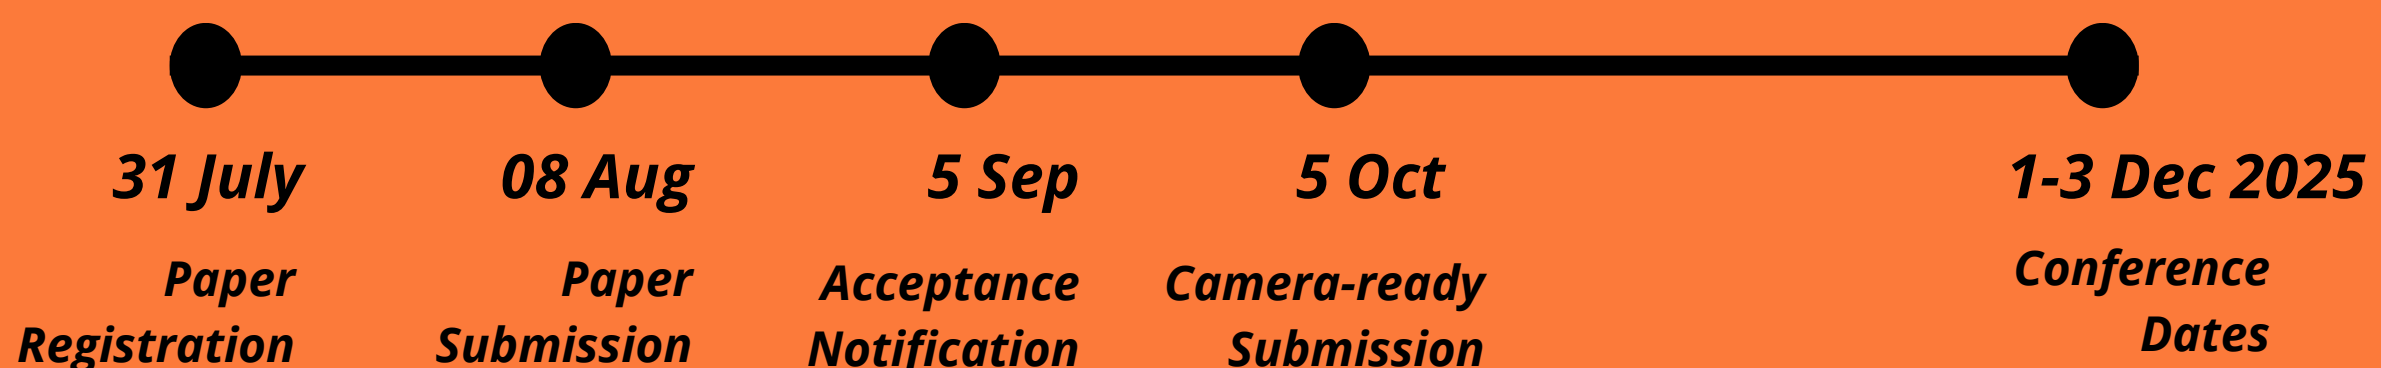 31 July
08 Aug
5 Sep
5 Oct
1-3 Dec 2025
Paper
Registration
Paper
Submission
Acceptance
Notification
Camera-ready
Submission
Conference
Dates